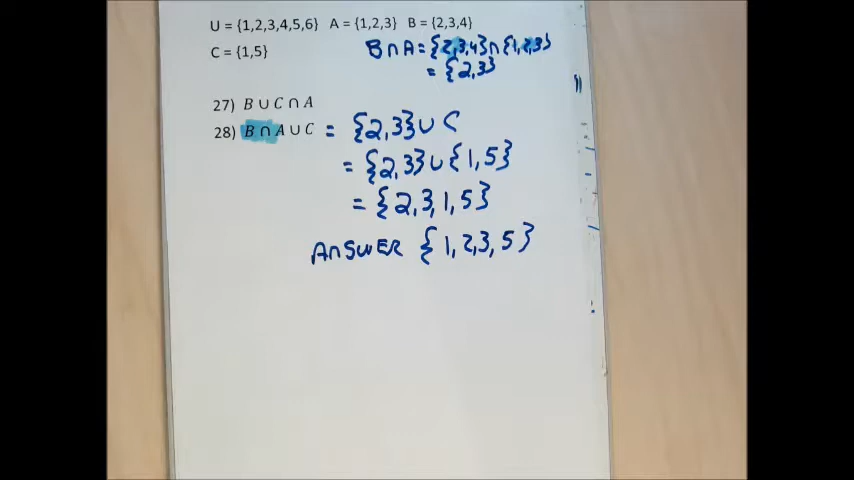 U = {1,2,3,4,5,6} A = {1,2,3} B = {2,3,4}
C = {1,5}
B ∩ A = {2,3,4} ∩ {1,2,3}
= {2,3}
27) B ∪ C ∩ A
28) B ∩ A ∪ C = {2,3} ∪ C
= {2,3} ∪ {1,5}
= {2,3,1,5}
ANSWER {1,2,3,5}